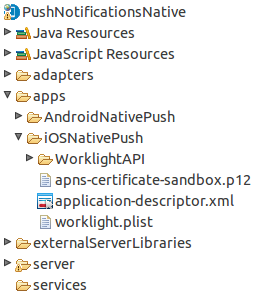 PushNotificationsNative
Java Resources
JavaScript Resources
adapters
apps
AndroidNativePush
iOSNativePush
WorklightAPI
apns-certificate-sandbox.p12
application-descriptor.xml
worklight.plist
externalServerLibraries
server
services